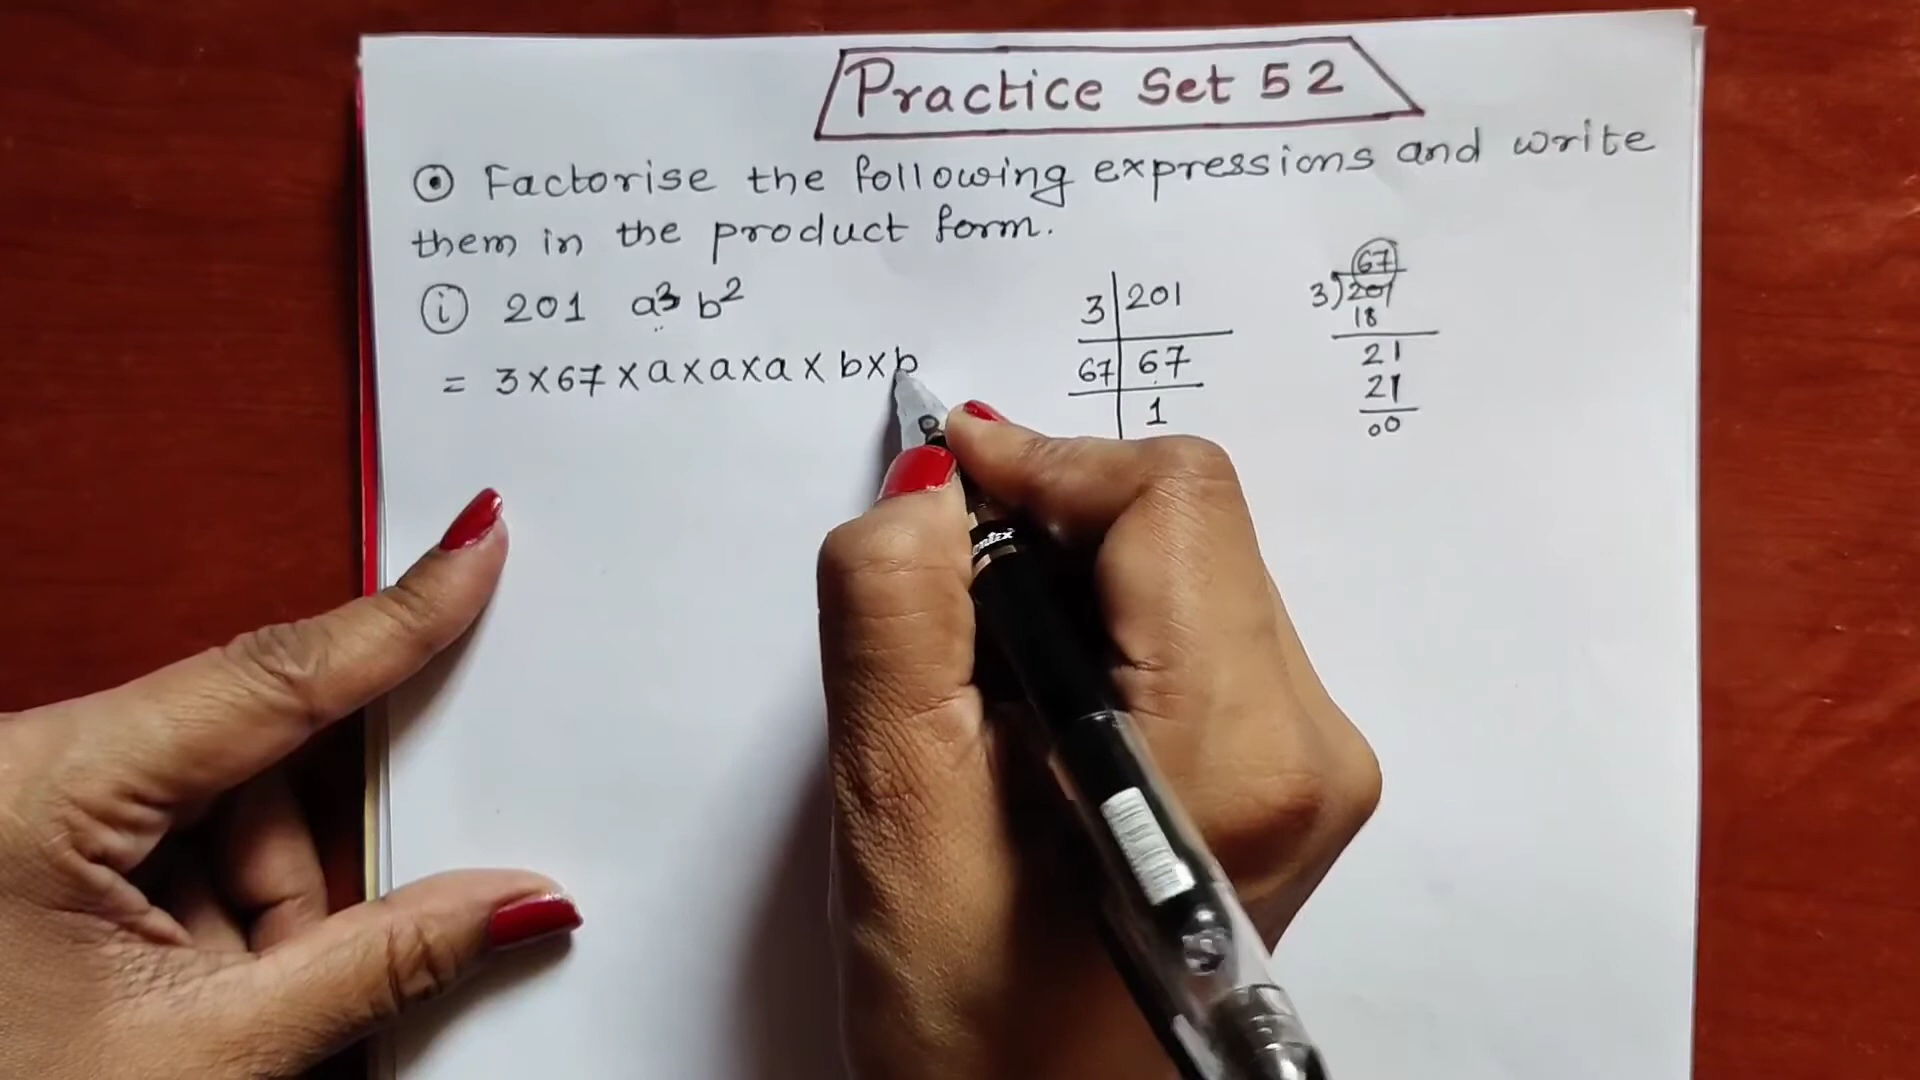 Practice Set 52
⊙ Factorise the following expressions and write
them in the product form.
(i) 201 a³ b²
= 3×67×a×a×a×b×b
3 | 201
67 | 67
1
67
3)201
18
21
21
00